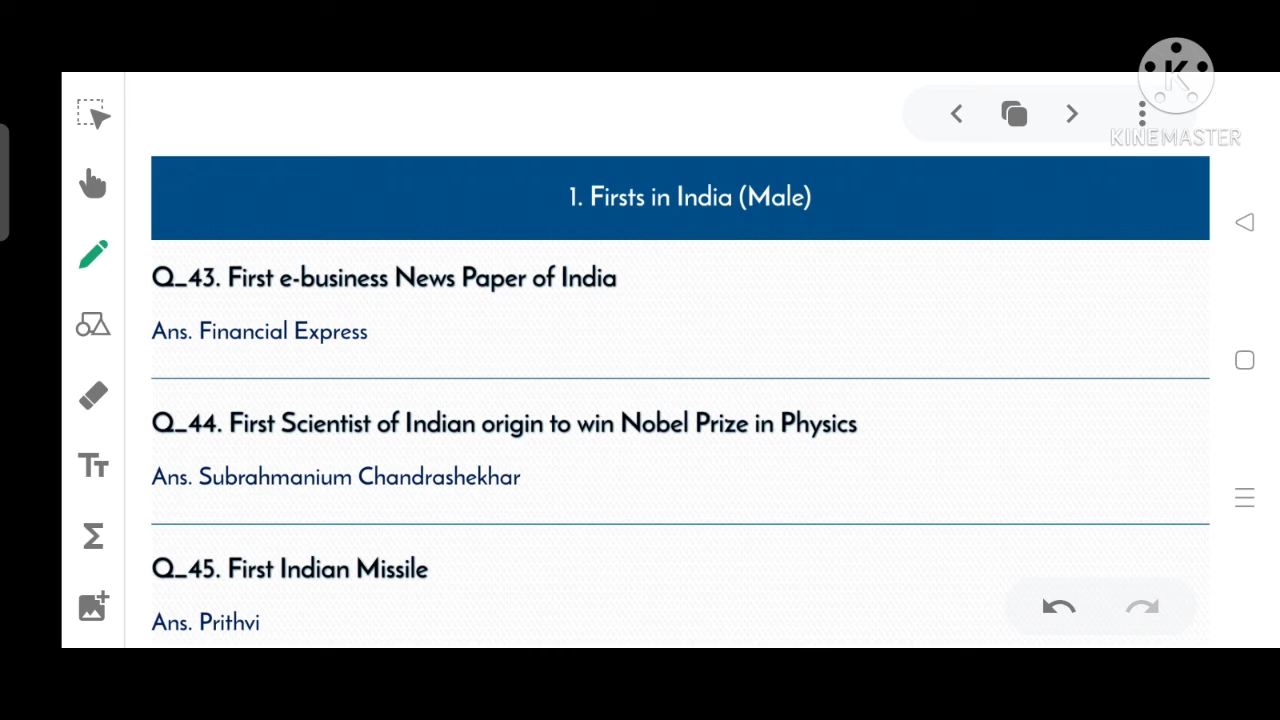 K
KINEMASTER
1. Firsts in India (Male)
Q_43. First e-business News Paper of India
Ans. Financial Express
Q_44. First Scientist of Indian origin to win Nobel Prize in Physics
Ans. Subrahmanium Chandrashekhar
Q_45. First Indian Missile
Ans. Prithvi
TT
Σ